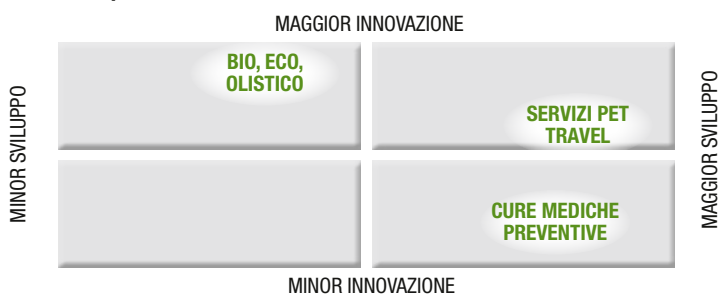 MAGGIOR INNOVAZIONE
BIO, ECO,
OLISTICO
SERVIZI PET
TRAVEL
MINOR SVILUPPO
MAGGIOR SVILUPPO
CURE MEDICHE
PREVENTIVE
MINOR INNOVAZIONE